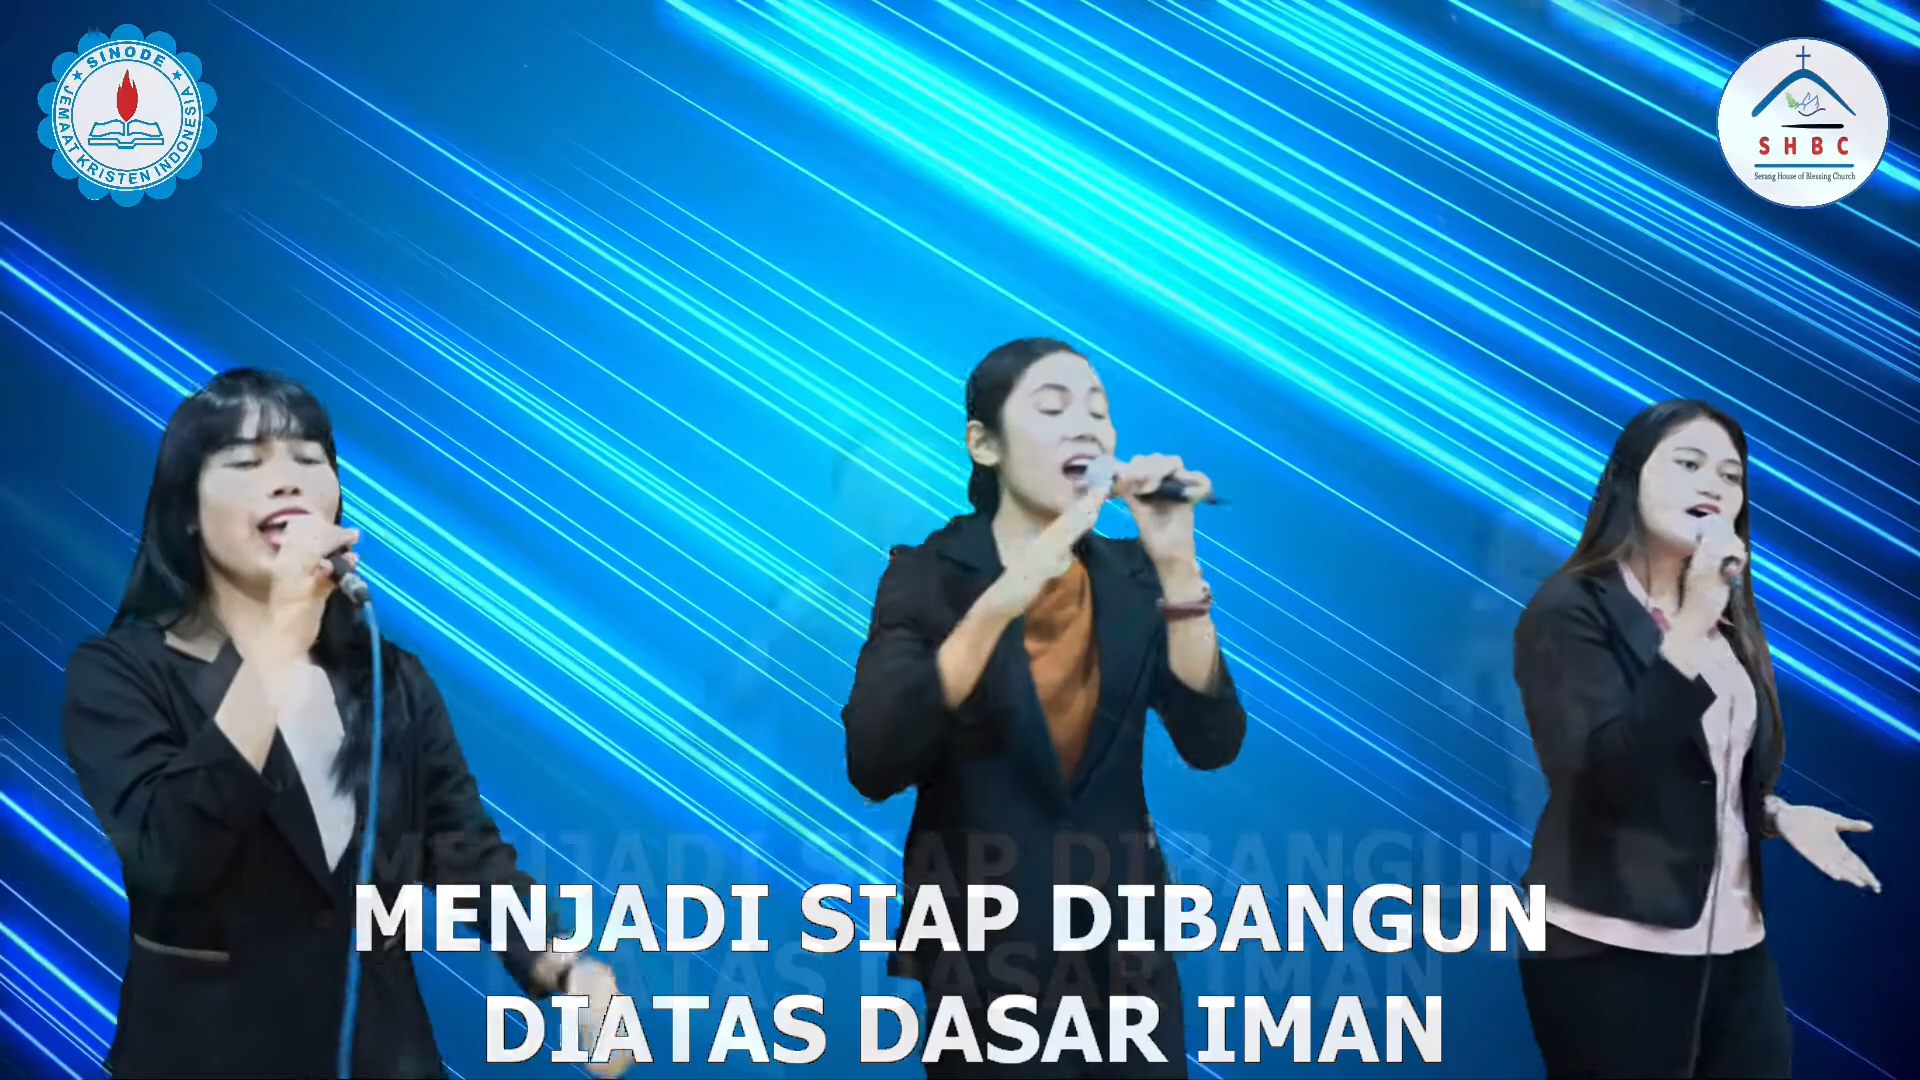 SINODE
JEMAAT KRISTEN INDONESIA
SHBC
Serang House of Blessing Church
MENJADI SIAP DIBANGUN
DIATAS DASAR IMAN